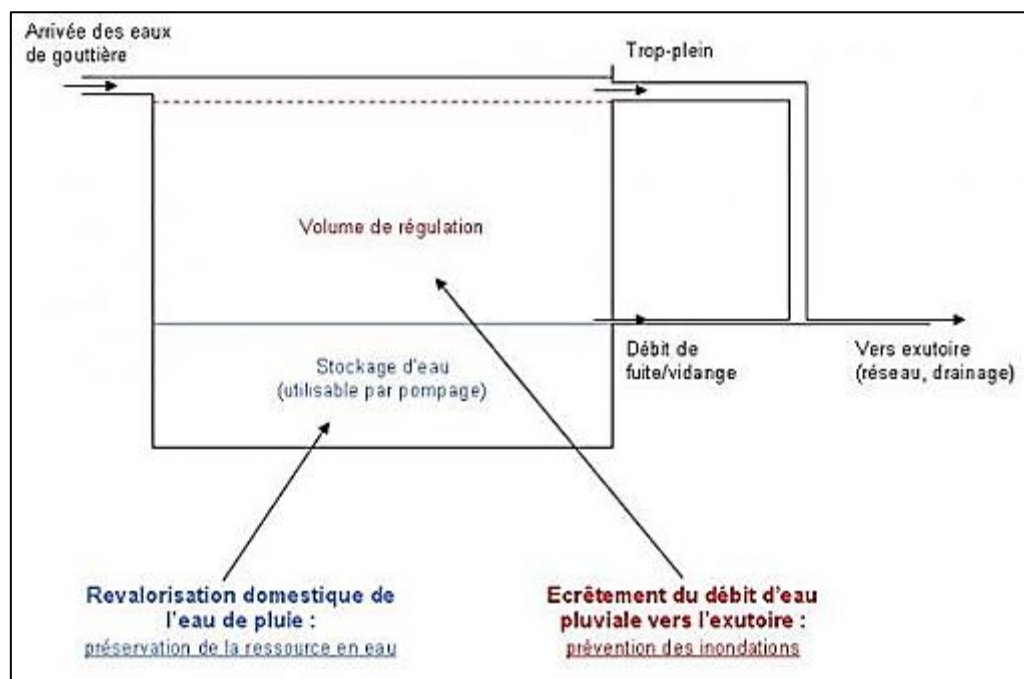 Arrivée des eaux
de gouttière
Trop-plein
Volume de régulation
Stockage d'eau
(utilisable par pompage)
Débit de
fuite/vidange
Vers exutoire
(réseau, drainage)
Revalorisation domestique de
l'eau de pluie :
préservation de la ressource en eau
Ecrêtement du débit d'eau
pluviale vers l'exutoire :
prévention des inondations